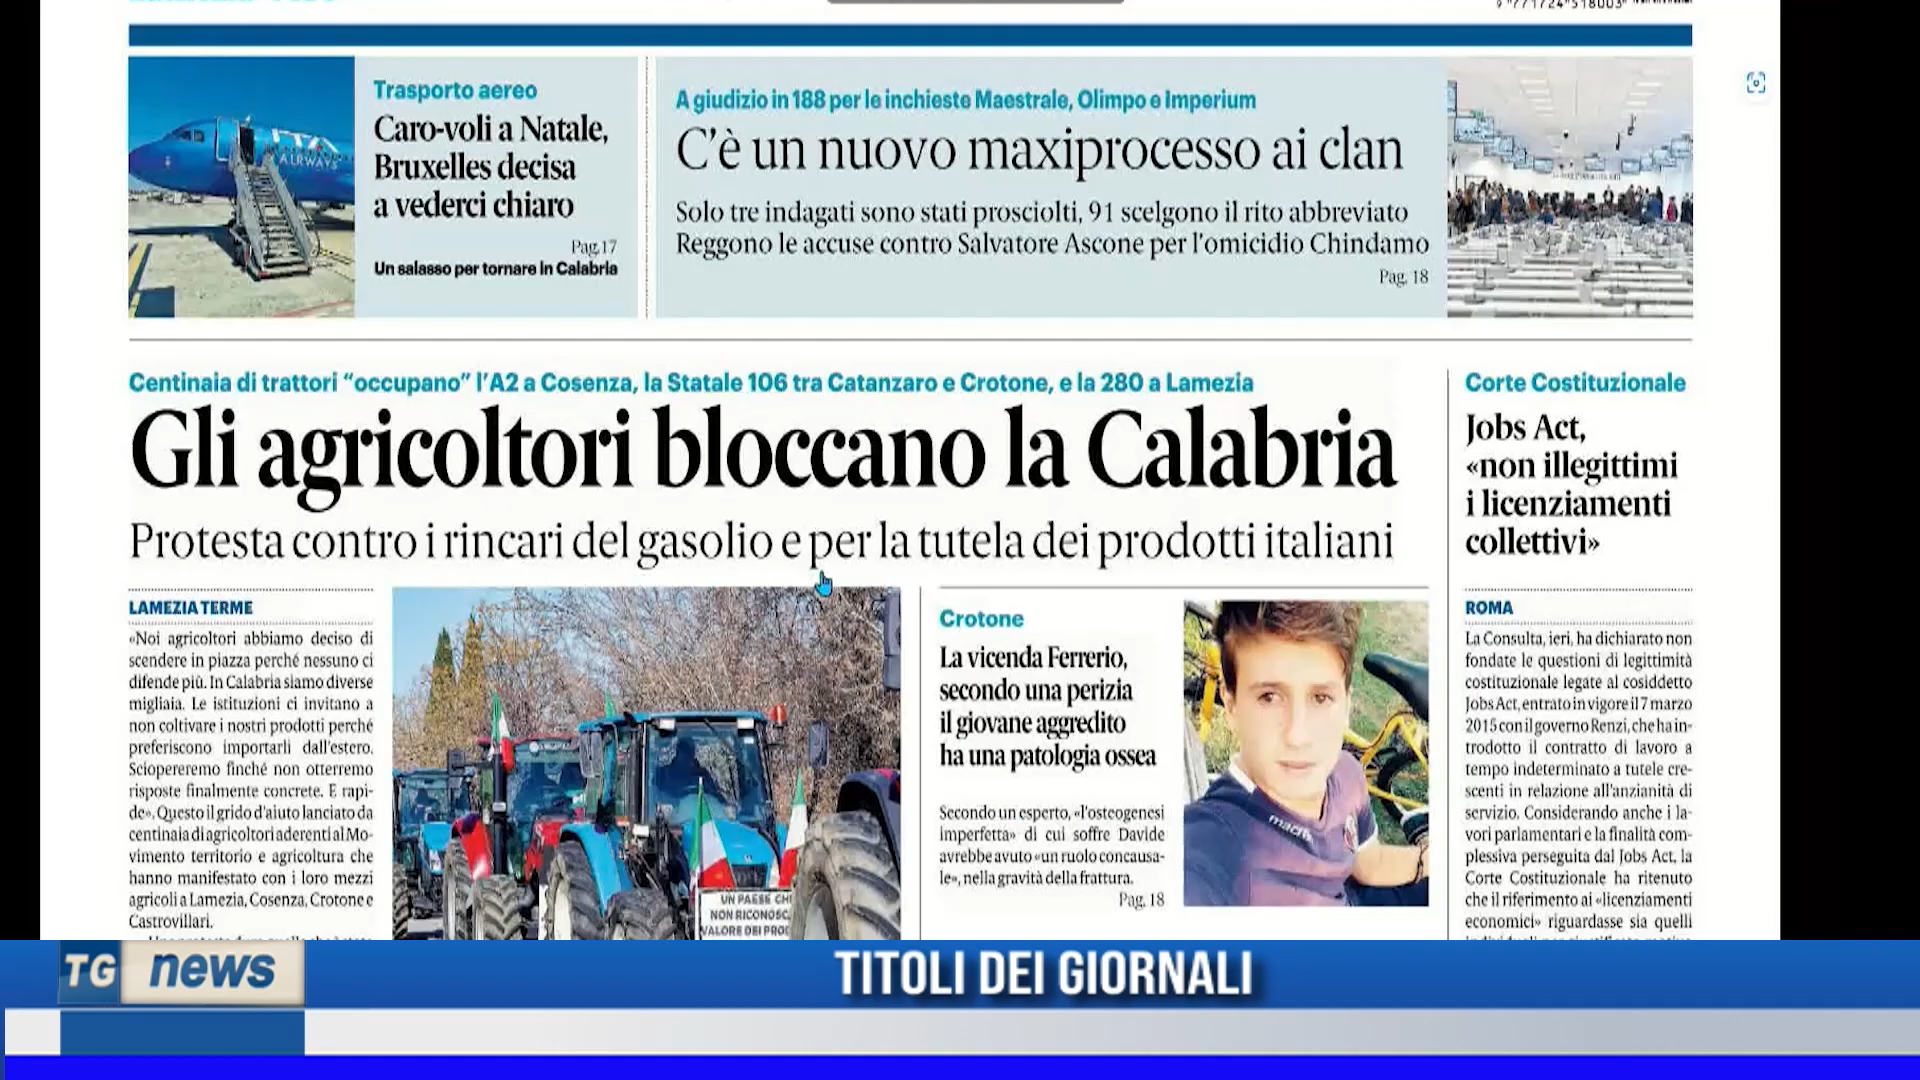 Trasporto aereo
Caro-voli a Natale,
Bruxelles decisa
a vederci chiaro
Pag. 17
Un salasso per tornare in Calabria
ITA
AIRWAYS
A giudizio in 188 per le inchieste Maestrale, Olimpo e Imperium
C'è un nuovo maxiprocesso ai clan
Solo tre indagati sono stati prosciolti, 91 scelgono il rito abbreviato
Reggono le accuse contro Salvatore Ascone per l'omicidio Chindamo
Pag. 18
Centinaia di trattori “occupano” l'A2 a Cosenza, la Statale 106 tra Catanzaro e Crotone, e la 280 a Lamezia
Gli agricoltori bloccano la Calabria
Protesta contro i rincari del gasolio e per la tutela dei prodotti italiani
LAMEZIA TERME
«Noi agricoltori abbiamo deciso di
scendere in piazza perché nessuno ci
difende più. In Calabria siamo diverse
migliaia. Le istituzioni ci invitano a
non coltivare i nostri prodotti perché
preferiscono importarli dall'estero.
Sciopereremo finché non otterremo
risposte finalmente concrete. E rapi-
de». Questo il grido d'aiuto lanciato da
centinaia di agricoltori aderenti al Mo-
vimento territorio e agricoltura che
hanno manifestato con i loro mezzi
agricoli a Lamezia, Cosenza, Crotone e
Castrovillari.
UN PAESE CHE
NON RICONOSC
VALORE DEI PROD
Crotone
La vicenda Ferrerio,
secondo una perizia
il giovane aggredito
ha una patologia ossea
Secondo un esperto, «l'osteogenesi
imperfetta» di cui soffre Davide
avrebbe avuto «un ruolo concausa-
le», nella gravità della frattura.
Pag. 18
macron
Corte Costituzionale
Jobs Act,
«non illegittimi
i licenziamenti
collettivi»
ROMA
La Consulta, ieri, ha dichiarato non
fondate le questioni di legittimità
costituzionale legate al cosiddetto
Jobs Act, entrato in vigore il 7 marzo
2015 con il governo Renzi, che ha in-
trodotto il contratto di lavoro a
tempo indeterminato a tutele cre-
scenti in relazione all'anzianità di
servizio. Considerando anche i la-
vori parlamentari e la finalità com-
plessiva perseguita dal Jobs Act, la
Corte Costituzionale ha ritenuto
che il riferimento ai «licenziamenti
economici» riguardasse sia quelli
TG news
TITOLI DEI GIORNALI